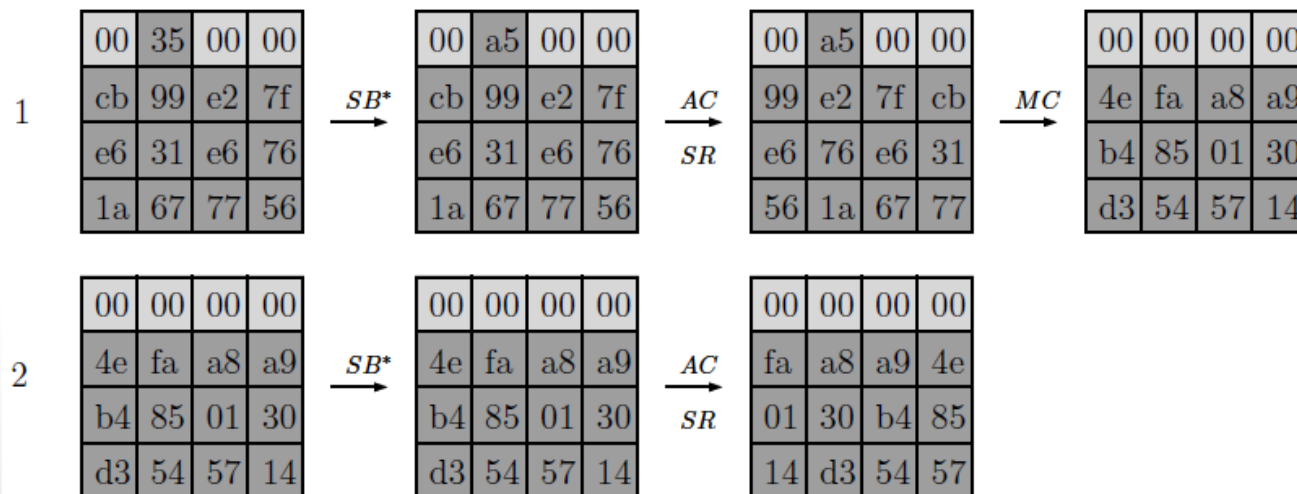 00 35 00 00 00 a5 00 00 00 a5 00 00 00 00 00 00
1 cb 99 e2 7f SB* cb 99 e2 7f AC 99 e2 7f cb MC 4e fa a8 a9
e6 31 e6 76 e6 31 e6 76 SR e6 76 e6 31 b4 85 01 30
1a 67 77 56 1a 67 77 56 56 1a 67 77 d3 54 57 14
00 00 00 00 00 00 00 00 00 00 00 00
2 4e fa a8 a9 SB* 4e fa a8 a9 AC fa a8 a9 4e
b4 85 01 30 b4 85 01 30 SR 01 30 b4 85
d3 54 57 14 d3 54 57 14 14 d3 54 57